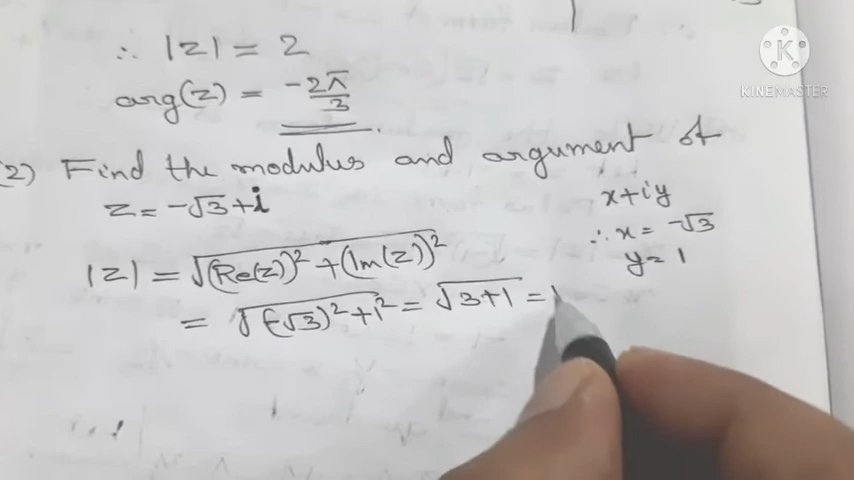 ∴ |z| = 2
arg(z) = -2π/3
(2) Find the modulus and argument of
z = -√3+i
x+iy
∴ x = -√3
y = 1
|z| = √(Re(z))² + (Im(z))²
= √(-√3)² + 1² = √3+1 =
K
KINEMASTER